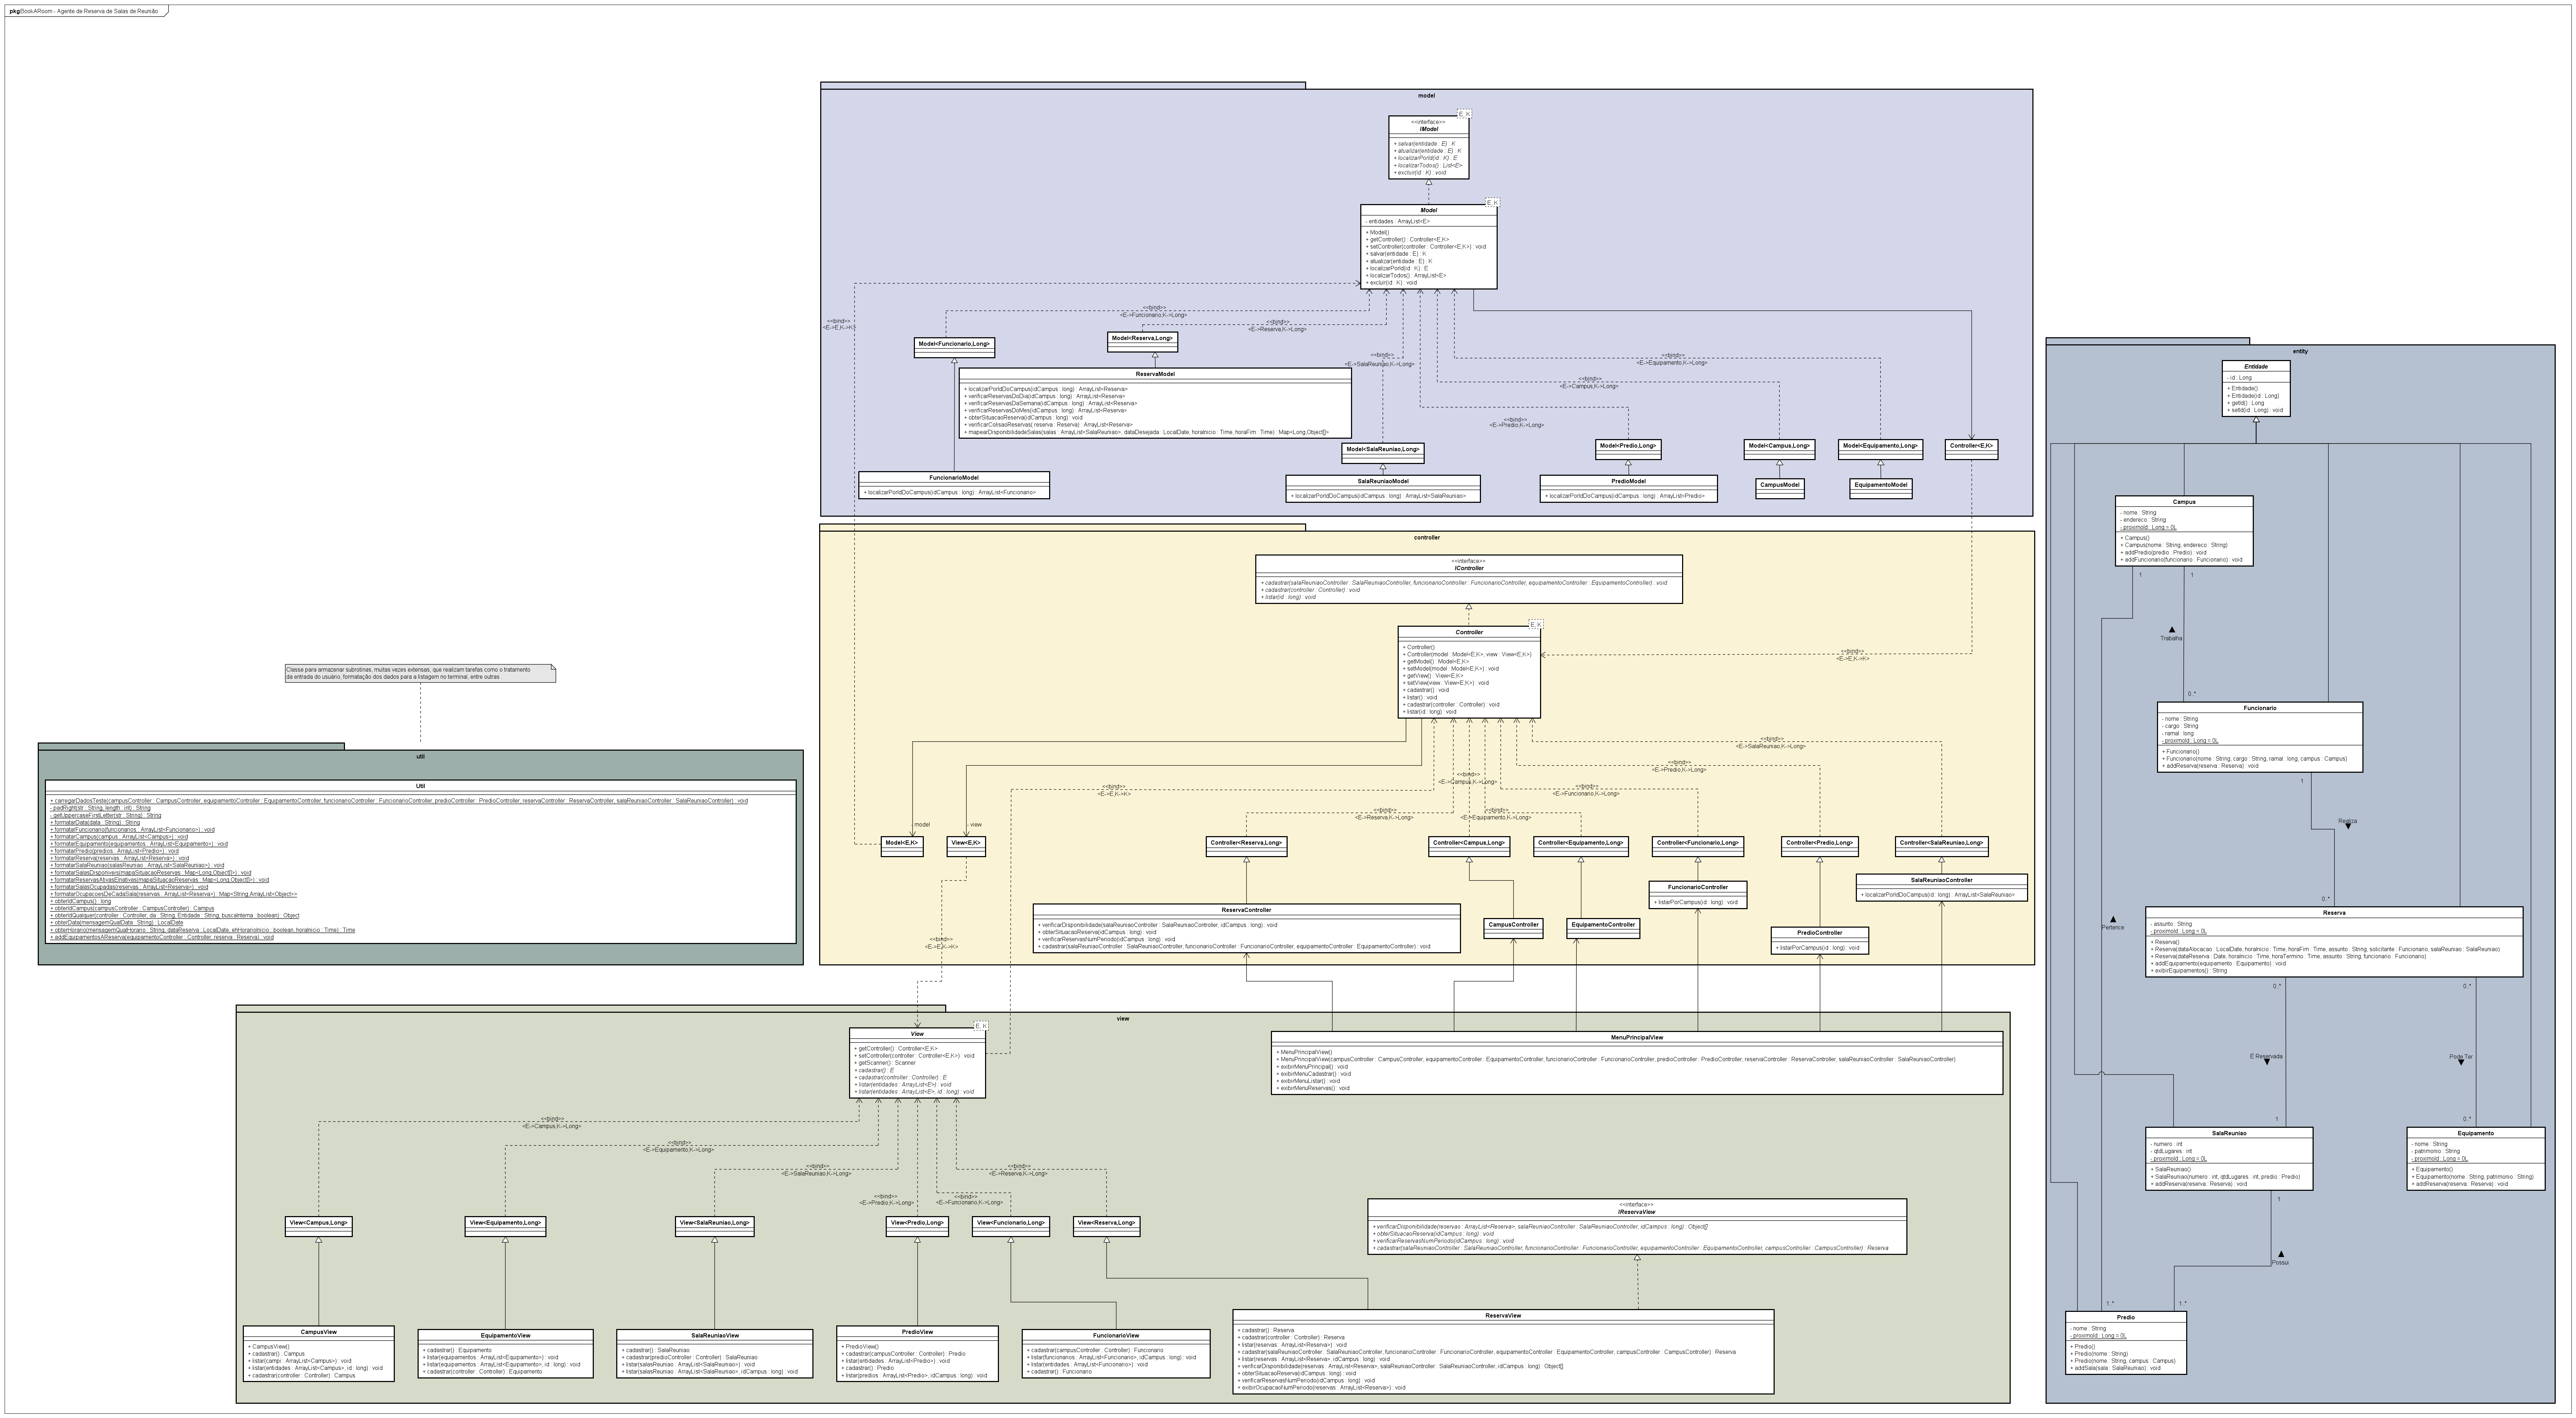 pkg BookARoom - Agente de Reserva de Salas de Reunião
model
E, K
<<interface>>
IModel
+ salvar(entidade : E) : K
+ atualizar(entidade : E) : K
+ localizarPorId(id : K) : E
+ localizarTodos() : List<E>
+ excluir(id : K) : void
E, K
Model
- entidades : ArrayList<E>
+ Model()
+ getController() : Controller<E,K>
+ setController(controller : Controller<E,K>) : void
+ salvar(entidade : E) : K
+ atualizar(entidade : E) : K
+ localizarPorId(id : K) : E
+ localizarTodos() : ArrayList<E>
+ excluir(id : K) : void
<<bind>>
<E->E,K->K>
<<bind>>
<E->Funcionario,K->Long>
<<bind>>
<E->Reserva,K->Long>
<<bind>>
<E->SalaReuniao,K->Long>
<<bind>>
<E->Equipamento,K->Long>
<<bind>>
<E->Campus,K->Long>
<<bind>>
<E->Predio,K->Long>
Model<Funcionario,Long>
Model<Reserva,Long>
ReservaModel
+ localizarPorIdDoCampus(idCampus : long) : ArrayList<Reserva>
+ verificarReservasDoDia(idCampus : long) : ArrayList<Reserva>
+ verificarReservasDaSemana(idCampus : long) : ArrayList<Reserva>
+ verificarReservasDoMes(idCampus : long) : ArrayList<Reserva>
+ obterSituacaoReserva(idCampus : long) : void
+ verificarColisaoReservas( reserva : Reserva) : ArrayList<Reserva>
+ mapearDisponibilidadeSalas(salas : ArrayList<SalaReuniao>, dataDesejada : LocalDate, horaInicio : Time, horaFim : Time) : Map<Long,Object[]>
Model<SalaReuniao,Long>
Model<Predio,Long>
Model<Campus,Long>
Model<Equipamento,Long>
Controller<E,K>
FuncionarioModel
+ localizarPorIdDoCampus(idCampus : long) : ArrayList<Funcionario>
SalaReuniaoModel
+ localizarPorIdDoCampus(idCampus : long) : ArrayList<SalaReuniao>
PredioModel
+ localizarPorIdDoCampus(idCampus : long) : ArrayList<Predio>
CampusModel
EquipamentoModel
controller
<<interface>>
IController
+ cadastrar(salaReuniaoController : SalaReuniaoController, funcionarioController : FuncionarioController, equipamentoController : EquipamentoController) : void
+ cadastrar(controller : Controller) : void
+ listar(id : long) : void
E, K
Controller
+ Controller()
+ Controller(model : Model<E,K>, view : View<E,K>)
+ getModel() : Model<E,K>
+ setModel(model : Model<E,K>) : void
+ getView() : View<E,K>
+ setView(view : View<E,K>) : void
+ cadastrar() : void
+ listar() : void
+ cadastrar(controller : Controller) : void
+ listar(id : long) : void
<<bind>>
<E->E,K->K>
<<bind>>
<E->SalaReuniao,K->Long>
<<bind>>
<E->Predio,K->Long>
<<bind>>
<E->Campus,K->Long>
<<bind>>
<E->Funcionario,K->Long>
<<bind>>
<E->E,K->K>
<<bind>>
<E->Reserva,K->Long>
<<bind>>
<E->Equipamento,K->Long>
- model
- view
Model<E,K>
View<E,K>
Controller<Reserva,Long>
Controller<Campus,Long>
Controller<Equipamento,Long>
Controller<Funcionario,Long>
Controller<Predio,Long>
Controller<SalaReuniao,Long>
SalaReuniaoController
+ localizarPorIdDoCampus(id : long) : ArrayList<SalaReuniao>
FuncionarioController
+ listarPorCampus(id : long) : void
ReservaController
+ verificarDisponibilidade(salaReuniaoController : SalaReuniaoController, idCampus : long) : void
+ obterSituacaoReserva(idCampus : long) : void
+ verificarReservasNumPeriodo(idCampus : long) : void
+ cadastrar(salaReuniaoController : SalaReuniaoController, funcionarioController : FuncionarioController, equipamentoController : EquipamentoController) : void
CampusController
EquipamentoController
PredioController
+ listarPorCampus(id : long) : void
<<bind>>
<E->E,K->K>
Classe para armazenar subrotinas, muitas vezes extensas, que realizam tarefas como o tratamento
da entrada do usuário, formatação dos dados para a listagem no terminal, entre outras .
util
Util
+ carregarDadosTeste(campusController : CampusController, equipamentoController : EquipamentoController, funcionarioController : FuncionarioController, predioController : PredioController, reservaController : ReservaController, salaReuniaoController : SalaReuniaoController) : void
- padRight(str : String, length : int) : String
- getUppercaseFirstLetter(str : String) : String
+ formatarData(data : String) : String
+ formatarFuncionario(funcionarios : ArrayList<Funcionario>) : void
+ formatarCampus(campus : ArrayList<Campus>) : void
+ formatarEquipamento(equipamentos : ArrayList<Equipamento>) : void
+ formatarPredio(predios : ArrayList<Predio>) : void
+ formatarReserva(reservas : ArrayList<Reserva>) : void
+ formatarSalaReuniao(salasReuniao : ArrayList<SalaReuniao>) : void
+ formatarSalasDisponiveis(mapaSituacaoReservas : Map<Long,Object[]>) : void
+ formatarReservasAtivasEInativas(mapaSituacaoReservas : Map<Long,Object[]>) : void
+ formatarSalasOcupadas(reservas : ArrayList<Reserva>) : void
+ formatarOcupacoesDeCadaSala(reservas : ArrayList<Reserva>) : Map<String,ArrayList<Object>>
+ obterIdCampus() : long
+ obterIdCampus(campusController : CampusController) : Campus
+ obterIdQualquer(controller : Controller, da : String, Entidade : String, buscaInterna : boolean) : Object
+ obterData(mensagemQualData : String) : LocalDate
+ obterHorario(mensagemQualHorario : String, dataReserva : LocalDate, ehHoraInicio : boolean, horaInicio : Time) : Time
+ addEquipamentosAReserva(equipamentoController : Controller, reserva : Reserva) : void
view
E, K
View
+ getController() : Controller<E,K>
+ setController(controller : Controller<E,K>) : void
+ getScanner() : Scanner
+ cadastrar() : E
+ cadastrar(controller : Controller) : E
+ listar(entidades : ArrayList<E>) : void
+ listar(entidades : ArrayList<E>, id : long) : void
MenuPrincipalView
+ MenuPrincipalView()
+ MenuPrincipalView(campusController : CampusController, equipamentoController : EquipamentoController, funcionarioController : FuncionarioController, predioController : PredioController, reservaController : ReservaController, salaReuniaoController : SalaReuniaoController)
+ exibirMenuPrincipal() : void
+ exibirMenuCadastrar() : void
+ exibirMenuListar() : void
+ exibirMenuReservas() : void
<<bind>>
<E->Campus,K->Long>
<<bind>>
<E->Equipamento,K->Long>
<<bind>>
<E->SalaReuniao,K->Long>
<<bind>>
<E->Reserva,K->Long>
<<bind>>
<E->Predio,K->Long>
<<bind>>
<E->Funcionario,K->Long>
View<Campus,Long>
View<Equipamento,Long>
View<SalaReuniao,Long>
View<Predio,Long>
View<Funcionario,Long>
View<Reserva,Long>
<<interface>>
IReservaView
+ verificarDisponibilidade(reservas : ArrayList<Reserva>, salaReuniaoController : SalaReuniaoController, idCampus : long) : Object[]
+ obterSituacaoReserva(idCampus : long) : void
+ verificarReservasNumPeriodo(idCampus : long) : void
+ cadastrar(salaReuniaoController : SalaReuniaoController, funcionarioController : FuncionarioController, equipamentoController : EquipamentoController, campusController : CampusController) : Reserva
CampusView
+ CampusView()
+ cadastrar() : Campus
+ listar(campi : ArrayList<Campus>) : void
+ listar(entidades : ArrayList<Campus>, id : long) : void
+ cadastrar(controller : Controller) : Campus
EquipamentoView
+ cadastrar() : Equipamento
+ listar(equipamentos : ArrayList<Equipamento>) : void
+ listar(equipamentos : ArrayList<Equipamento>, id : long) : void
+ cadastrar(controller : Controller) : Equipamento
SalaReuniaoView
+ cadastrar() : SalaReuniao
+ cadastrar(predioController : Controller) : SalaReuniao
+ listar(salasReuniao : ArrayList<SalaReuniao>) : void
+ listar(salasReuniao : ArrayList<SalaReuniao>, idCampus : long) : void
PredioView
+ PredioView()
+ cadastrar(campusController : Controller) : Predio
+ listar(entidades : ArrayList<Predio>) : void
+ cadastrar() : Predio
+ listar(predios : ArrayList<Predio>, idCampus : long) : void
FuncionarioView
+ cadastrar(campusController : Controller) : Funcionario
+ listar(funcionarios : ArrayList<Funcionario>, idCampus : long) : void
+ listar(entidades : ArrayList<Funcionario>) : void
+ cadastrar() : Funcionario
ReservaView
+ cadastrar() : Reserva
+ cadastrar(controller : Controller) : Reserva
+ listar(reservas : ArrayList<Reserva>) : void
+ cadastrar(salaReuniaoController : SalaReuniaoController, funcionarioController : FuncionarioController, equipamentoController : EquipamentoController, campusController : CampusController) : Reserva
+ listar(reservas : ArrayList<Reserva>, idCampus : long) : void
+ verificarDisponibilidade(reservas : ArrayList<Reserva>, salaReuniaoController : SalaReuniaoController, idCampus : long) : Object[]
+ obterSituacaoReserva(idCampus : long) : void
+ verificarReservasNumPeriodo(idCampus : long) : void
+ exibirOcupacaoNumPeriodo(reservas : ArrayList<Reserva>) : void
entity
Entidade
- id : Long
+ Entidade()
+ Entidade(id : Long)
+ getId() : Long
+ setId(id : Long) : void
Campus
- nome : String
- endereco : String
- proximoId : Long = 0L
+ Campus()
+ Campus(nome : String, endereco : String)
+ addPredio(predio : Predio) : void
+ addFuncionario(funcionario : Funcionario) : void
1
1
Trabalha
0..*
Funcionario
- nome : String
- cargo : String
- ramal : long
- proximoId : Long = 0L
+ Funcionario()
+ Funcionario(nome : String, cargo : String, ramal : long, campus : Campus)
+ addReserva(reserva : Reserva) : void
1
Realiza
0..*
Pertence
Reserva
- assunto : String
- proximoId : Long = 0L
+ Reserva()
+ Reserva(dataAlocacao : LocalDate, horaInicio : Time, horaFim : Time, assunto : String, solicitante : Funcionario, salaReuniao : SalaReuniao)
+ Reserva(dataReserva : Date, horaInicio : Time, horaTermino : Time, assunto : String, funcionario : Funcionario)
+ addEquipamento(equipamento : Equipamento) : void
+ exibirEquipamentos() : String
0..*
0..*
É Reservada
Pode Ter
1
0..*
SalaReuniao
- numero : int
- qtdLugares : int
- proximoId : Long = 0L
+ SalaReuniao()
+ SalaReuniao(numero : int, qtdLugares : int, predio : Predio)
+ addReserva(reserva : Reserva) : void
Equipamento
- nome : String
- patrimonio : String
- proximoId : Long = 0L
+ Equipamento()
+ Equipamento(nome : String, patrimonio : String)
+ addReserva(reserva : Reserva) : void
1
Possui
1..*
1..*
Predio
- nome : String
- proximoId : Long = 0L
+ Predio()
+ Predio(nome : String)
+ Predio(nome : String, campus : Campus)
+ addSala(sala : SalaReuniao) : void